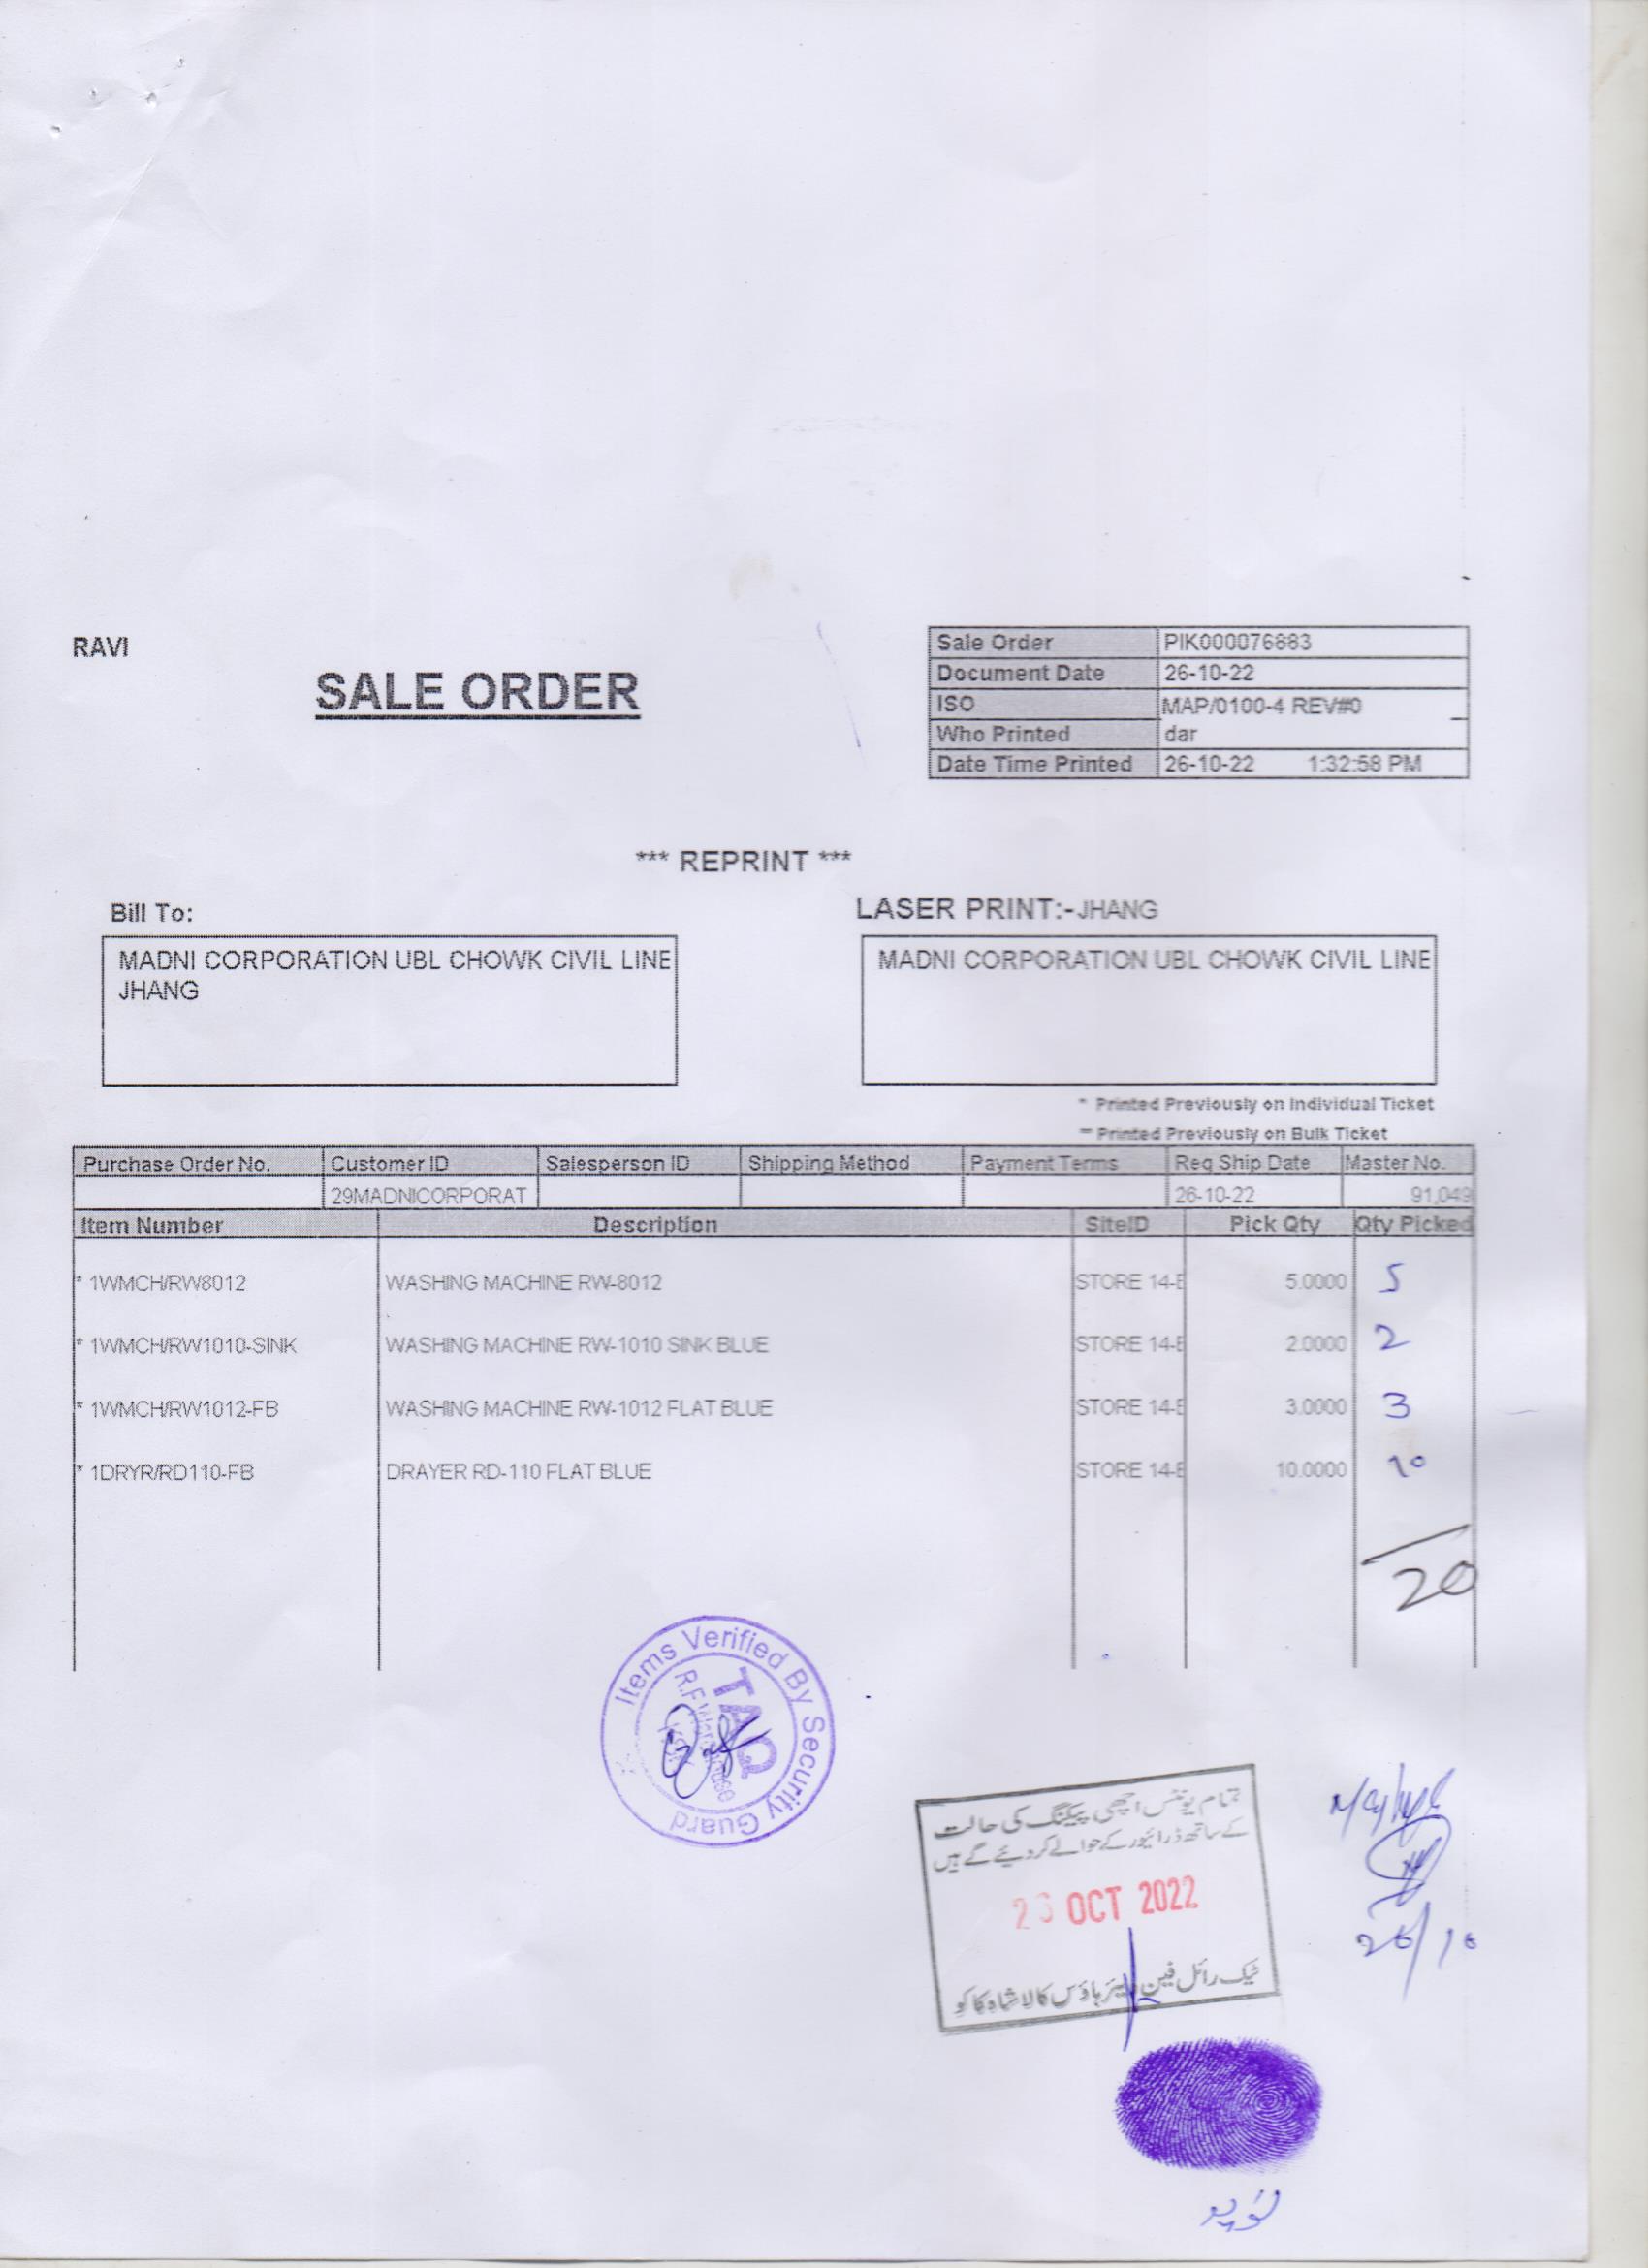 RAVI
SALE ORDER
Sale Order PIK000076883
Document Date 26-10-22
ISO MAP/0100-4 REV#0
Who Printed dar
Date Time Printed 26-10-22 1:32:58 PM
*** REPRINT ***
Bill To:
MADNI CORPORATION UBL CHOWK CIVIL LINE
JHANG
LASER PRINT:-JHANG
MADNI CORPORATION UBL CHOWK CIVIL LINE
* Printed Previously on Individual Ticket
** Printed Previously on Bulk Ticket
Purchase Order No. Customer ID Salesperson ID Shipping Method Payment Terms Req Ship Date Master No.
29MADNICORPORAT 26-10-22 91,049
Item Number Description SiteID Pick Qty Qty Picked
* 1WMCH/RW8012 WASHING MACHINE RW-8012 STORE 14-E 5.0000 5
* 1WMCH/RW1010-SINK WASHING MACHINE RW-1010 SINK BLUE STORE 14-E 2.0000 2
* 1WMCH/RW1012-FB WASHING MACHINE RW-1012 FLAT BLUE STORE 14-E 3.0000 3
* 1DRYR/RD110-FB DRAYER RD-110 FLAT BLUE STORE 14-E 10.0000 10
20
Items Verified By Security Guard
TAQ
R.F Warehouse
KSK
تمام یونٹس اچھی پیکنگ کی حالت
کے ساتھ ڈرائیور کے حوالے کر دیئے گے ہیں
OCT 2022
ٹیک رائل فین ویئر ہاؤس کالا شاہ کاکو
26/10